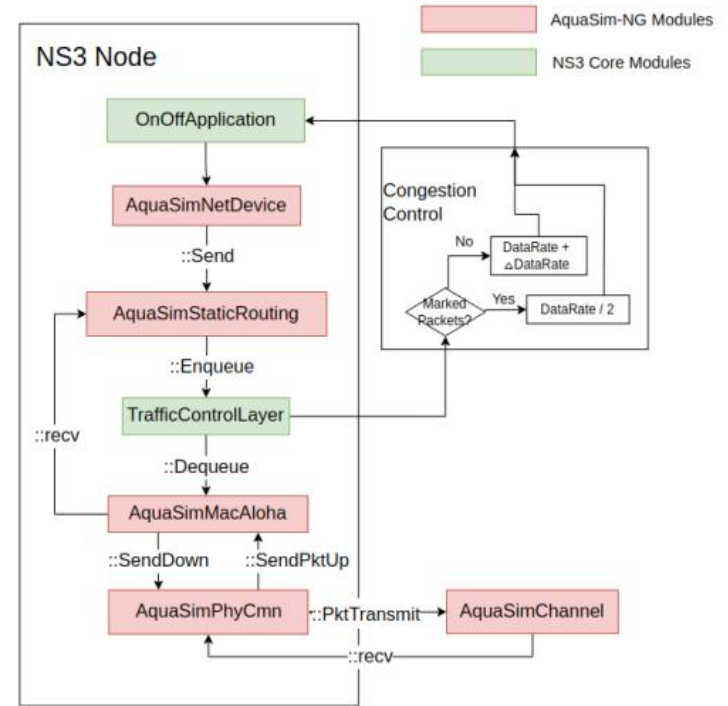 AquaSim-NG Modules
NS3 Core Modules
NS3 Node
OnOffApplication
AquaSimNetDevice
::Send
AquaSimStaticRouting
::Enqueue
TrafficControlLayer
::recv
::Dequeue
AquaSimMacAloha
::SendDown
::SendPktUp
AquaSimPhyCmn
::PktTransmit
AquaSimChannel
::recv
Congestion
Control
No
DataRate +
△DataRate
Marked
Packets?
Yes
DataRate / 2